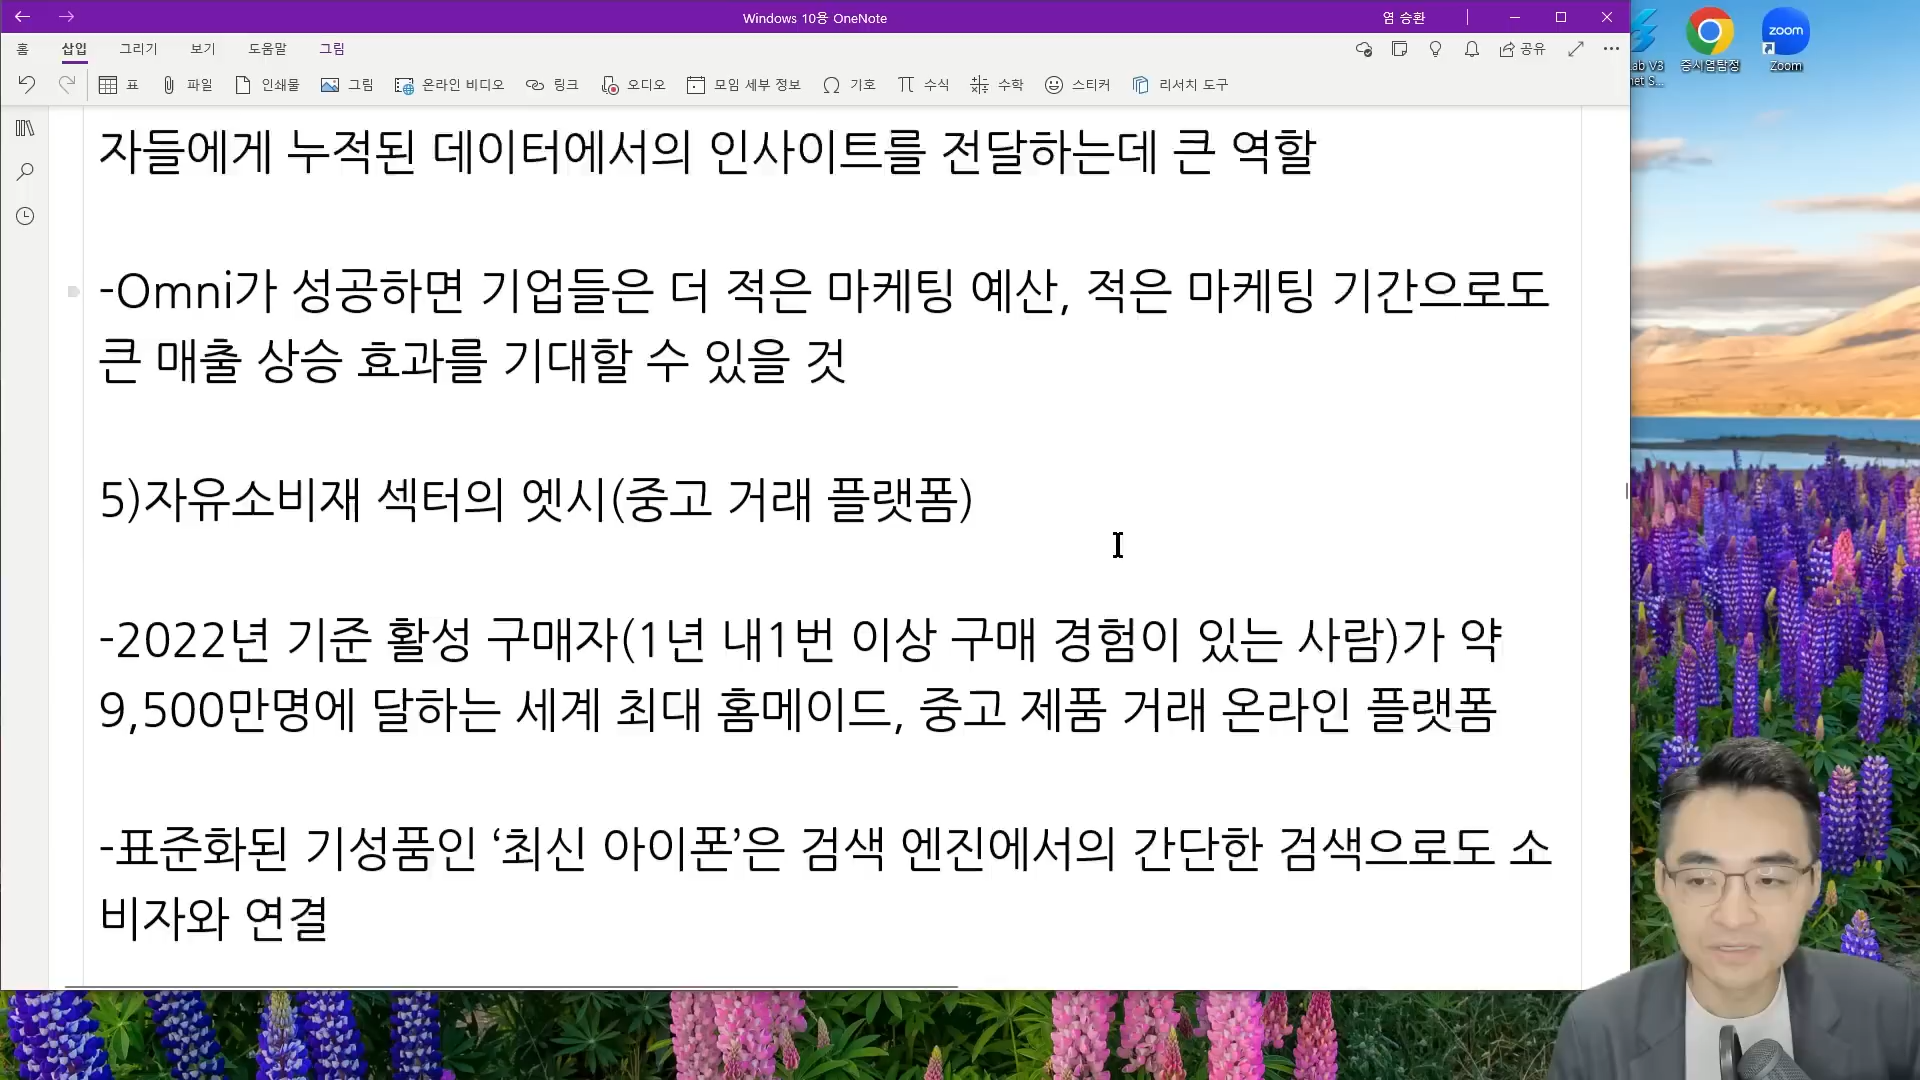 Windows 10용 OneNote
염 승환
홈 삽입 그리기 보기 도움말 그림
공유
표 파일 인쇄물 그림 온라인 비디오 링크 오디오 모임 세부 정보 기호 수식 수학 스티커 리서치 도구
zoom
증시염탐정
Zoom
자들에게 누적된 데이터에서의 인사이트를 전달하는데 큰 역할
-Omni가 성공하면 기업들은 더 적은 마케팅 예산, 적은 마케팅 기간으로도
큰 매출 상승 효과를 기대할 수 있을 것
5)자유소비재 섹터의 엣시(중고 거래 플랫폼)
-2022년 기준 활성 구매자(1년 내1번 이상 구매 경험이 있는 사람)가 약
9,500만명에 달하는 세계 최대 홈메이드, 중고 제품 거래 온라인 플랫폼
-표준화된 기성품인 ‘최신 아이폰’은 검색 엔진에서의 간단한 검색으로도 소
비자와 연결